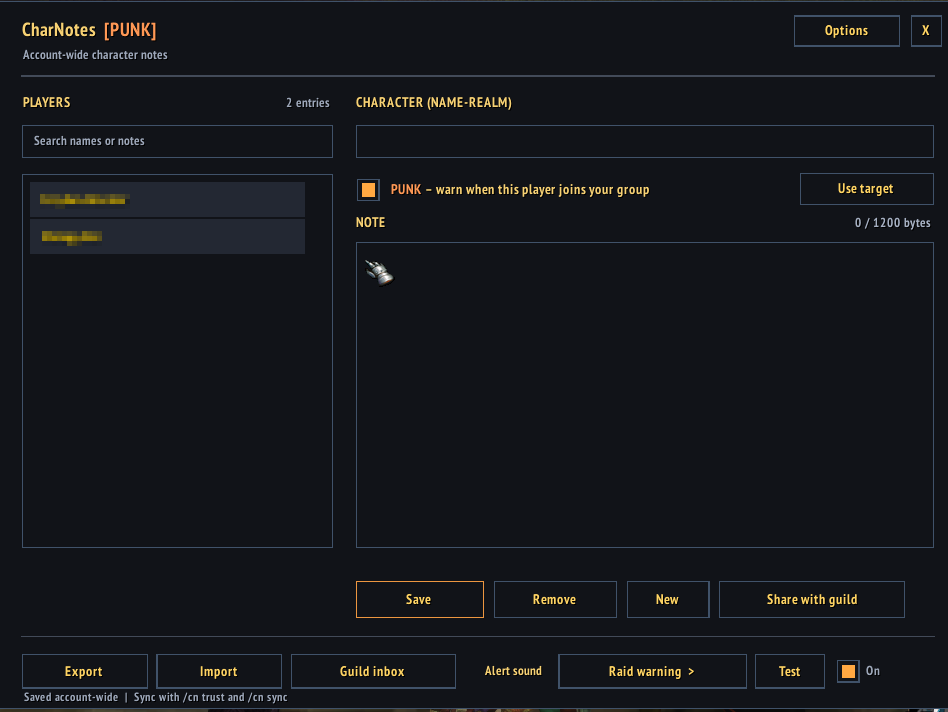 CharNotes [PUNK]
Options
X
Account-wide character notes
PLAYERS
2 entries
CHARACTER (NAME-REALM)
Search names or notes
PUNK – warn when this player joins your group
Use target
NOTE
0 / 1200 bytes
Save
Remove
New
Share with guild
Export
Import
Guild inbox
Alert sound
Raid warning >
Test
On
Saved account-wide | Sync with /cn trust and /cn sync